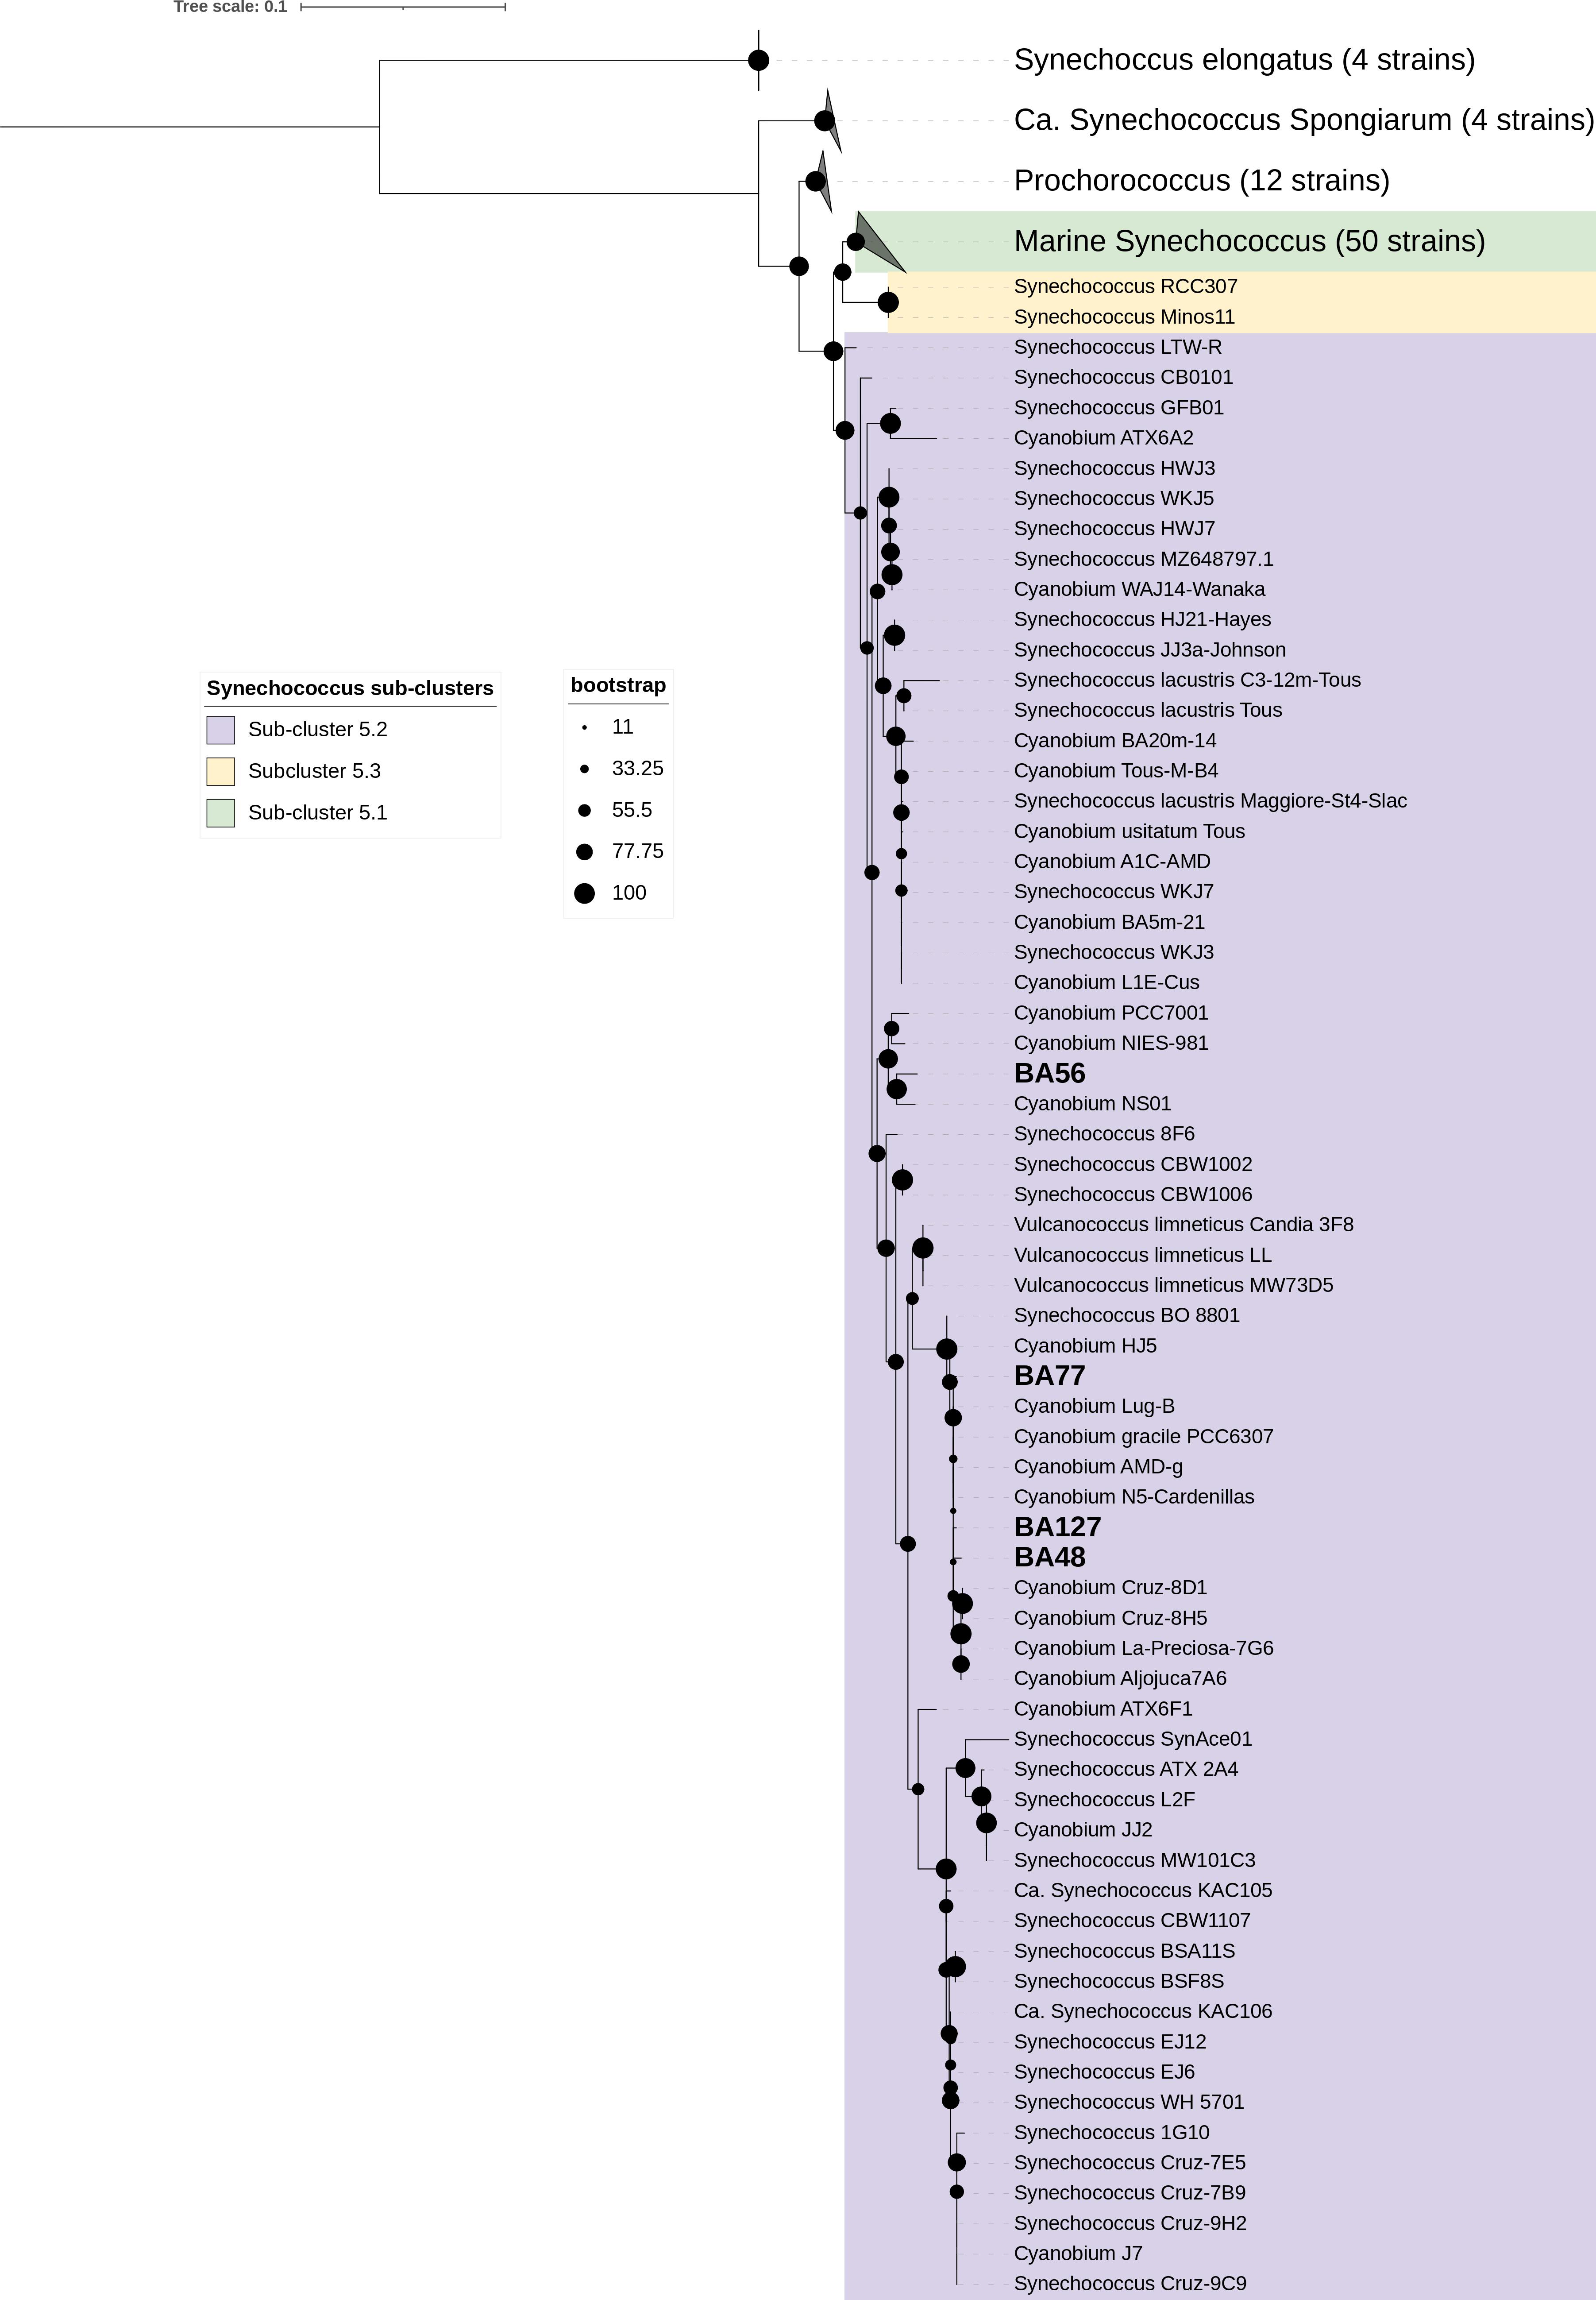 Tree scale: 0.1
Synechoccus elongatus (4 strains)
Ca. Synechococcus Spongiarum (4 strains)
Prochorococcus (12 strains)
Marine Synechococcus (50 strains)
Synechococcus RCC307
Synechococcus Minos11
Synechococcus LTW-R
Synechococcus CB0101
Synechococcus GFB01
Cyanobium ATX6A2
Synechococcus HWJ3
Synechococcus WKJ5
Synechococcus HWJ7
Synechococcus MZ648797.1
Cyanobium WAJ14-Wanaka
Synechococcus HJ21-Hayes
Synechococcus JJ3a-Johnson
Synechococcus lacustris C3-12m-Tous
Synechococcus lacustris Tous
Cyanobium BA20m-14
Cyanobium Tous-M-B4
Synechococcus lacustris Maggiore-St4-Slac
Cyanobium usitatum Tous
Cyanobium A1C-AMD
Synechococcus WKJ7
Cyanobium BA5m-21
Synechococcus WKJ3
Cyanobium L1E-Cus
Cyanobium PCC7001
Cyanobium NIES-981
BA56
Cyanobium NS01
Synechococcus 8F6
Synechococcus CBW1002
Synechococcus CBW1006
Vulcanococcus limneticus Candia 3F8
Vulcanococcus limneticus LL
Vulcanococcus limneticus MW73D5
Synechococcus BO 8801
Cyanobium HJ5
BA77
Cyanobium Lug-B
Cyanobium gracile PCC6307
Cyanobium AMD-g
Cyanobium N5-Cardenillas
BA127
BA48
Cyanobium Cruz-8D1
Cyanobium Cruz-8H5
Cyanobium La-Preciosa-7G6
Cyanobium Aljojuca7A6
Cyanobium ATX6F1
Synechococcus SynAce01
Synechococcus ATX 2A4
Synechococcus L2F
Cyanobium JJ2
Synechococcus MW101C3
Ca. Synechococcus KAC105
Synechococcus CBW1107
Synechococcus BSA11S
Synechococcus BSF8S
Ca. Synechococcus KAC106
Synechococcus EJ12
Synechococcus EJ6
Synechococcus WH 5701
Synechococcus 1G10
Synechococcus Cruz-7E5
Synechococcus Cruz-7B9
Synechococcus Cruz-9H2
Cyanobium J7
Synechococcus Cruz-9C9
Synechococcus sub-clusters
Sub-cluster 5.2
Subcluster 5.3
Sub-cluster 5.1
bootstrap
11
33.25
55.5
77.75
100